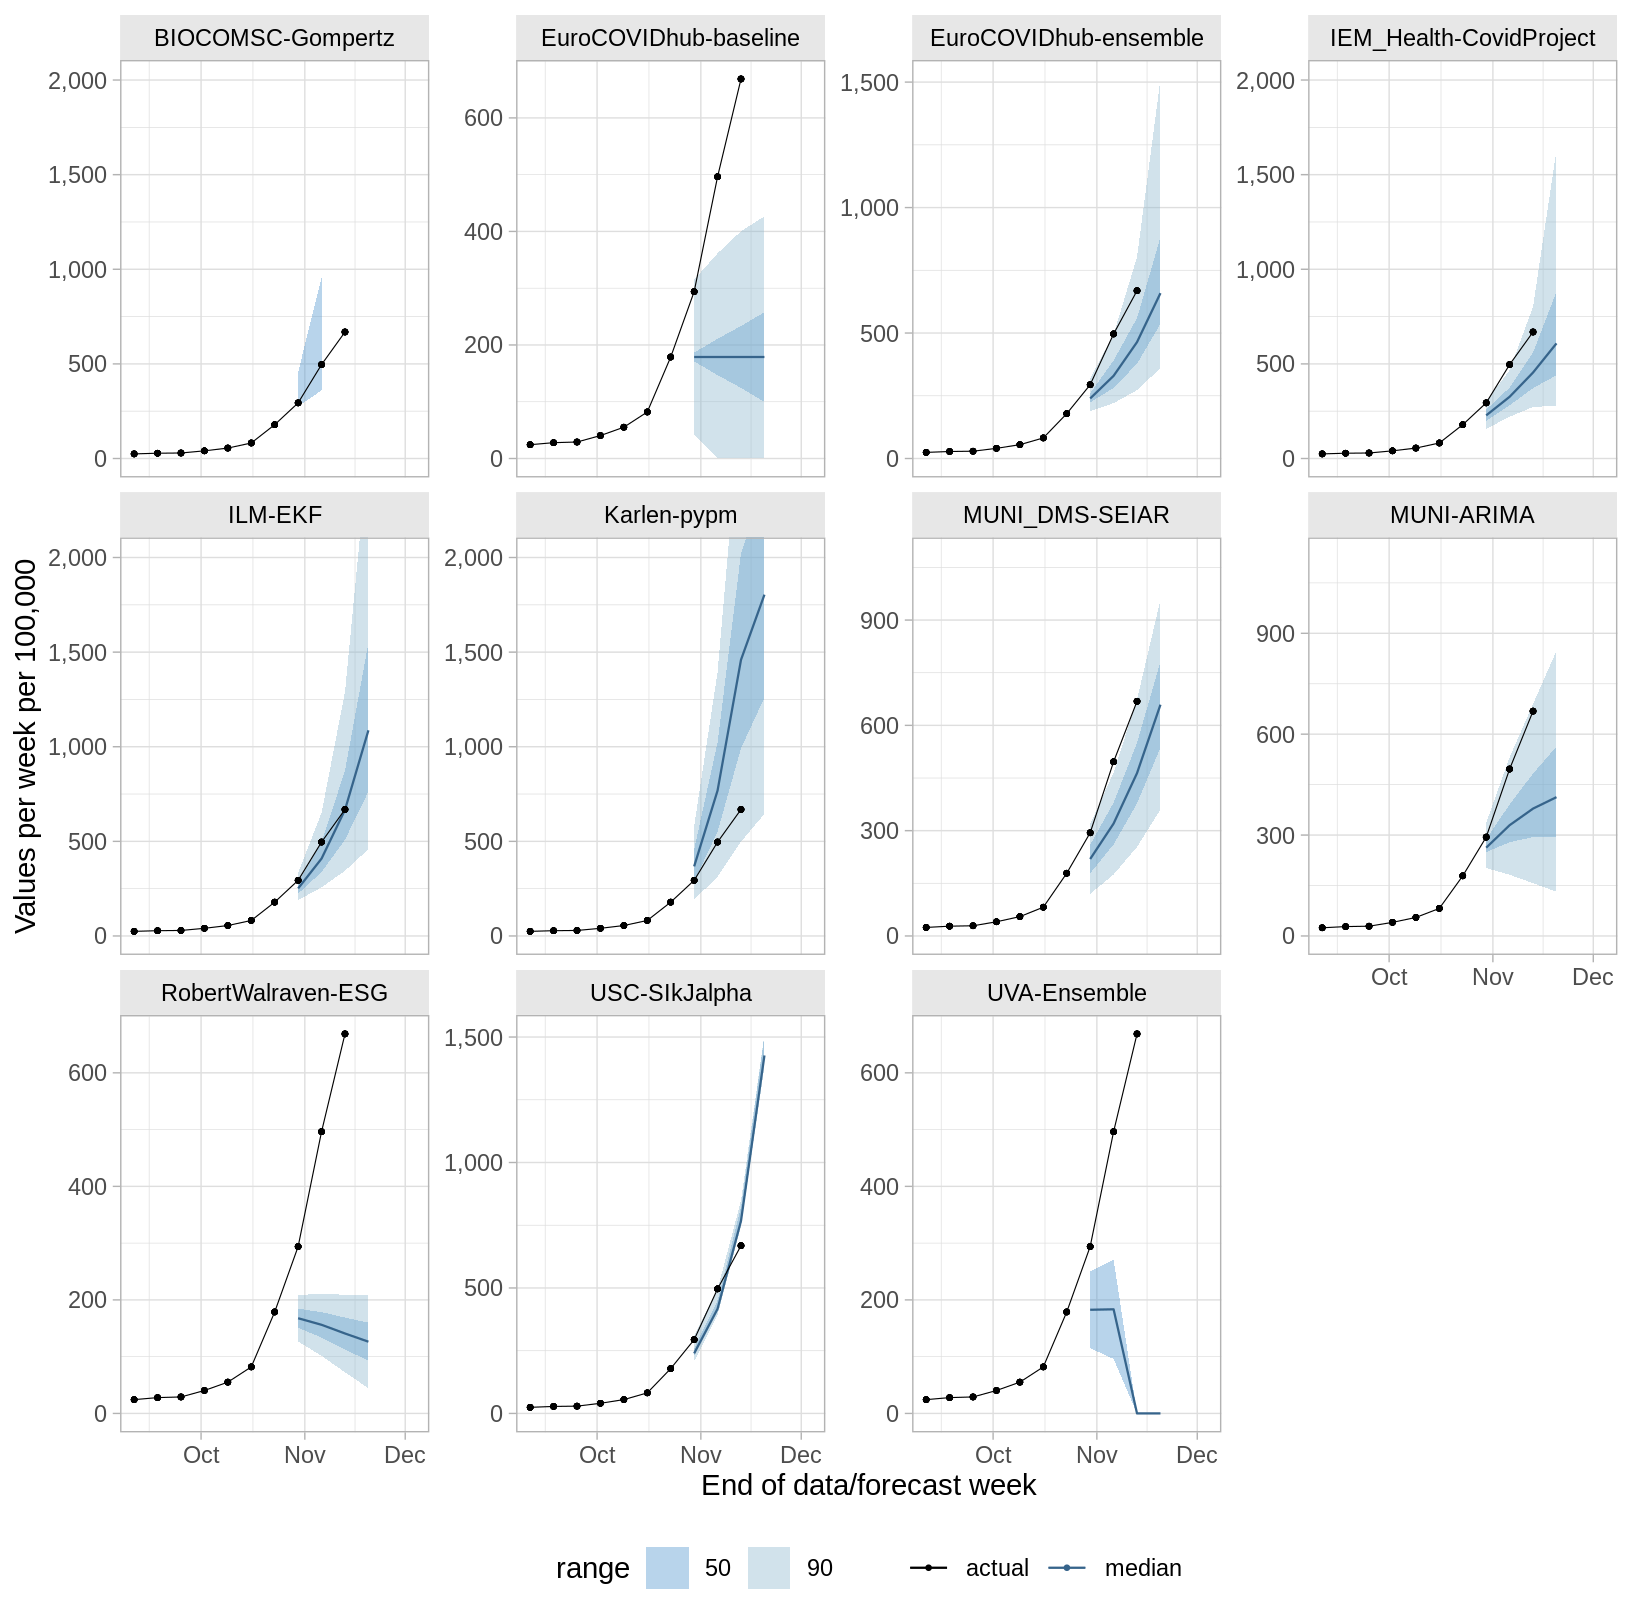 BIOCOMSC-Gompertz
EuroCOVIDhub-baseline
EuroCOVIDhub-ensemble
IEM_Health-CovidProject
2,000
1,500
1,000
500
0
600
400
200
0
1,500
1,000
500
0
2,000
1,500
1,000
500
0
ILM-EKF
Karlen-pypm
MUNI_DMS-SEIAR
MUNI-ARIMA
2,000
1,500
1,000
500
0
2,000
1,500
1,000
500
0
900
600
300
0
900
600
300
0
Oct Nov Dec
Values per week per 100,000
RobertWalraven-ESG
USC-SIkJalpha
UVA-Ensemble
600
400
200
0
1,500
1,000
500
0
600
400
200
0
Oct Nov Dec
Oct Nov Dec
Oct Nov Dec
End of data/forecast week
range 50 90 actual median